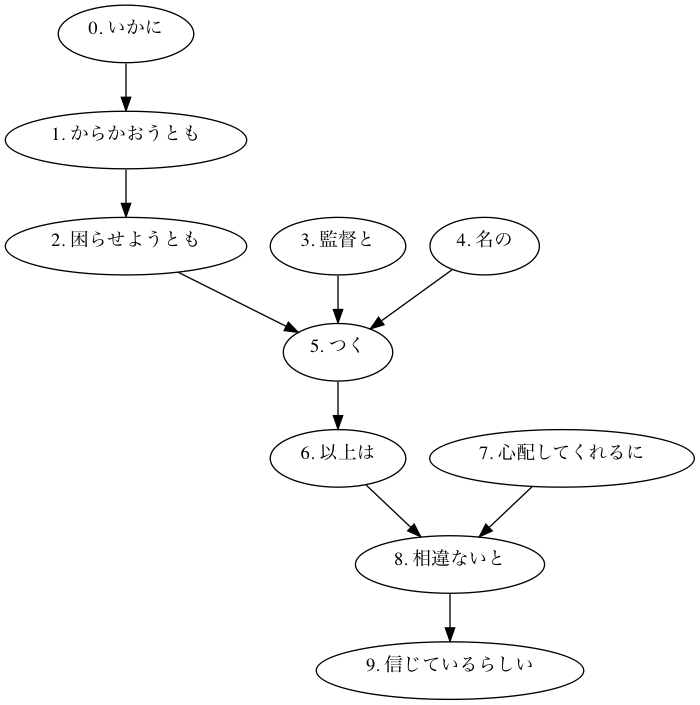 0. いかに
1. からかおうとも
2. 困らせようとも
3. 監督と
4. 名の
5. つく
6. 以上は
7. 心配してくれるに
8. 相違ないと
9. 信じているらしい